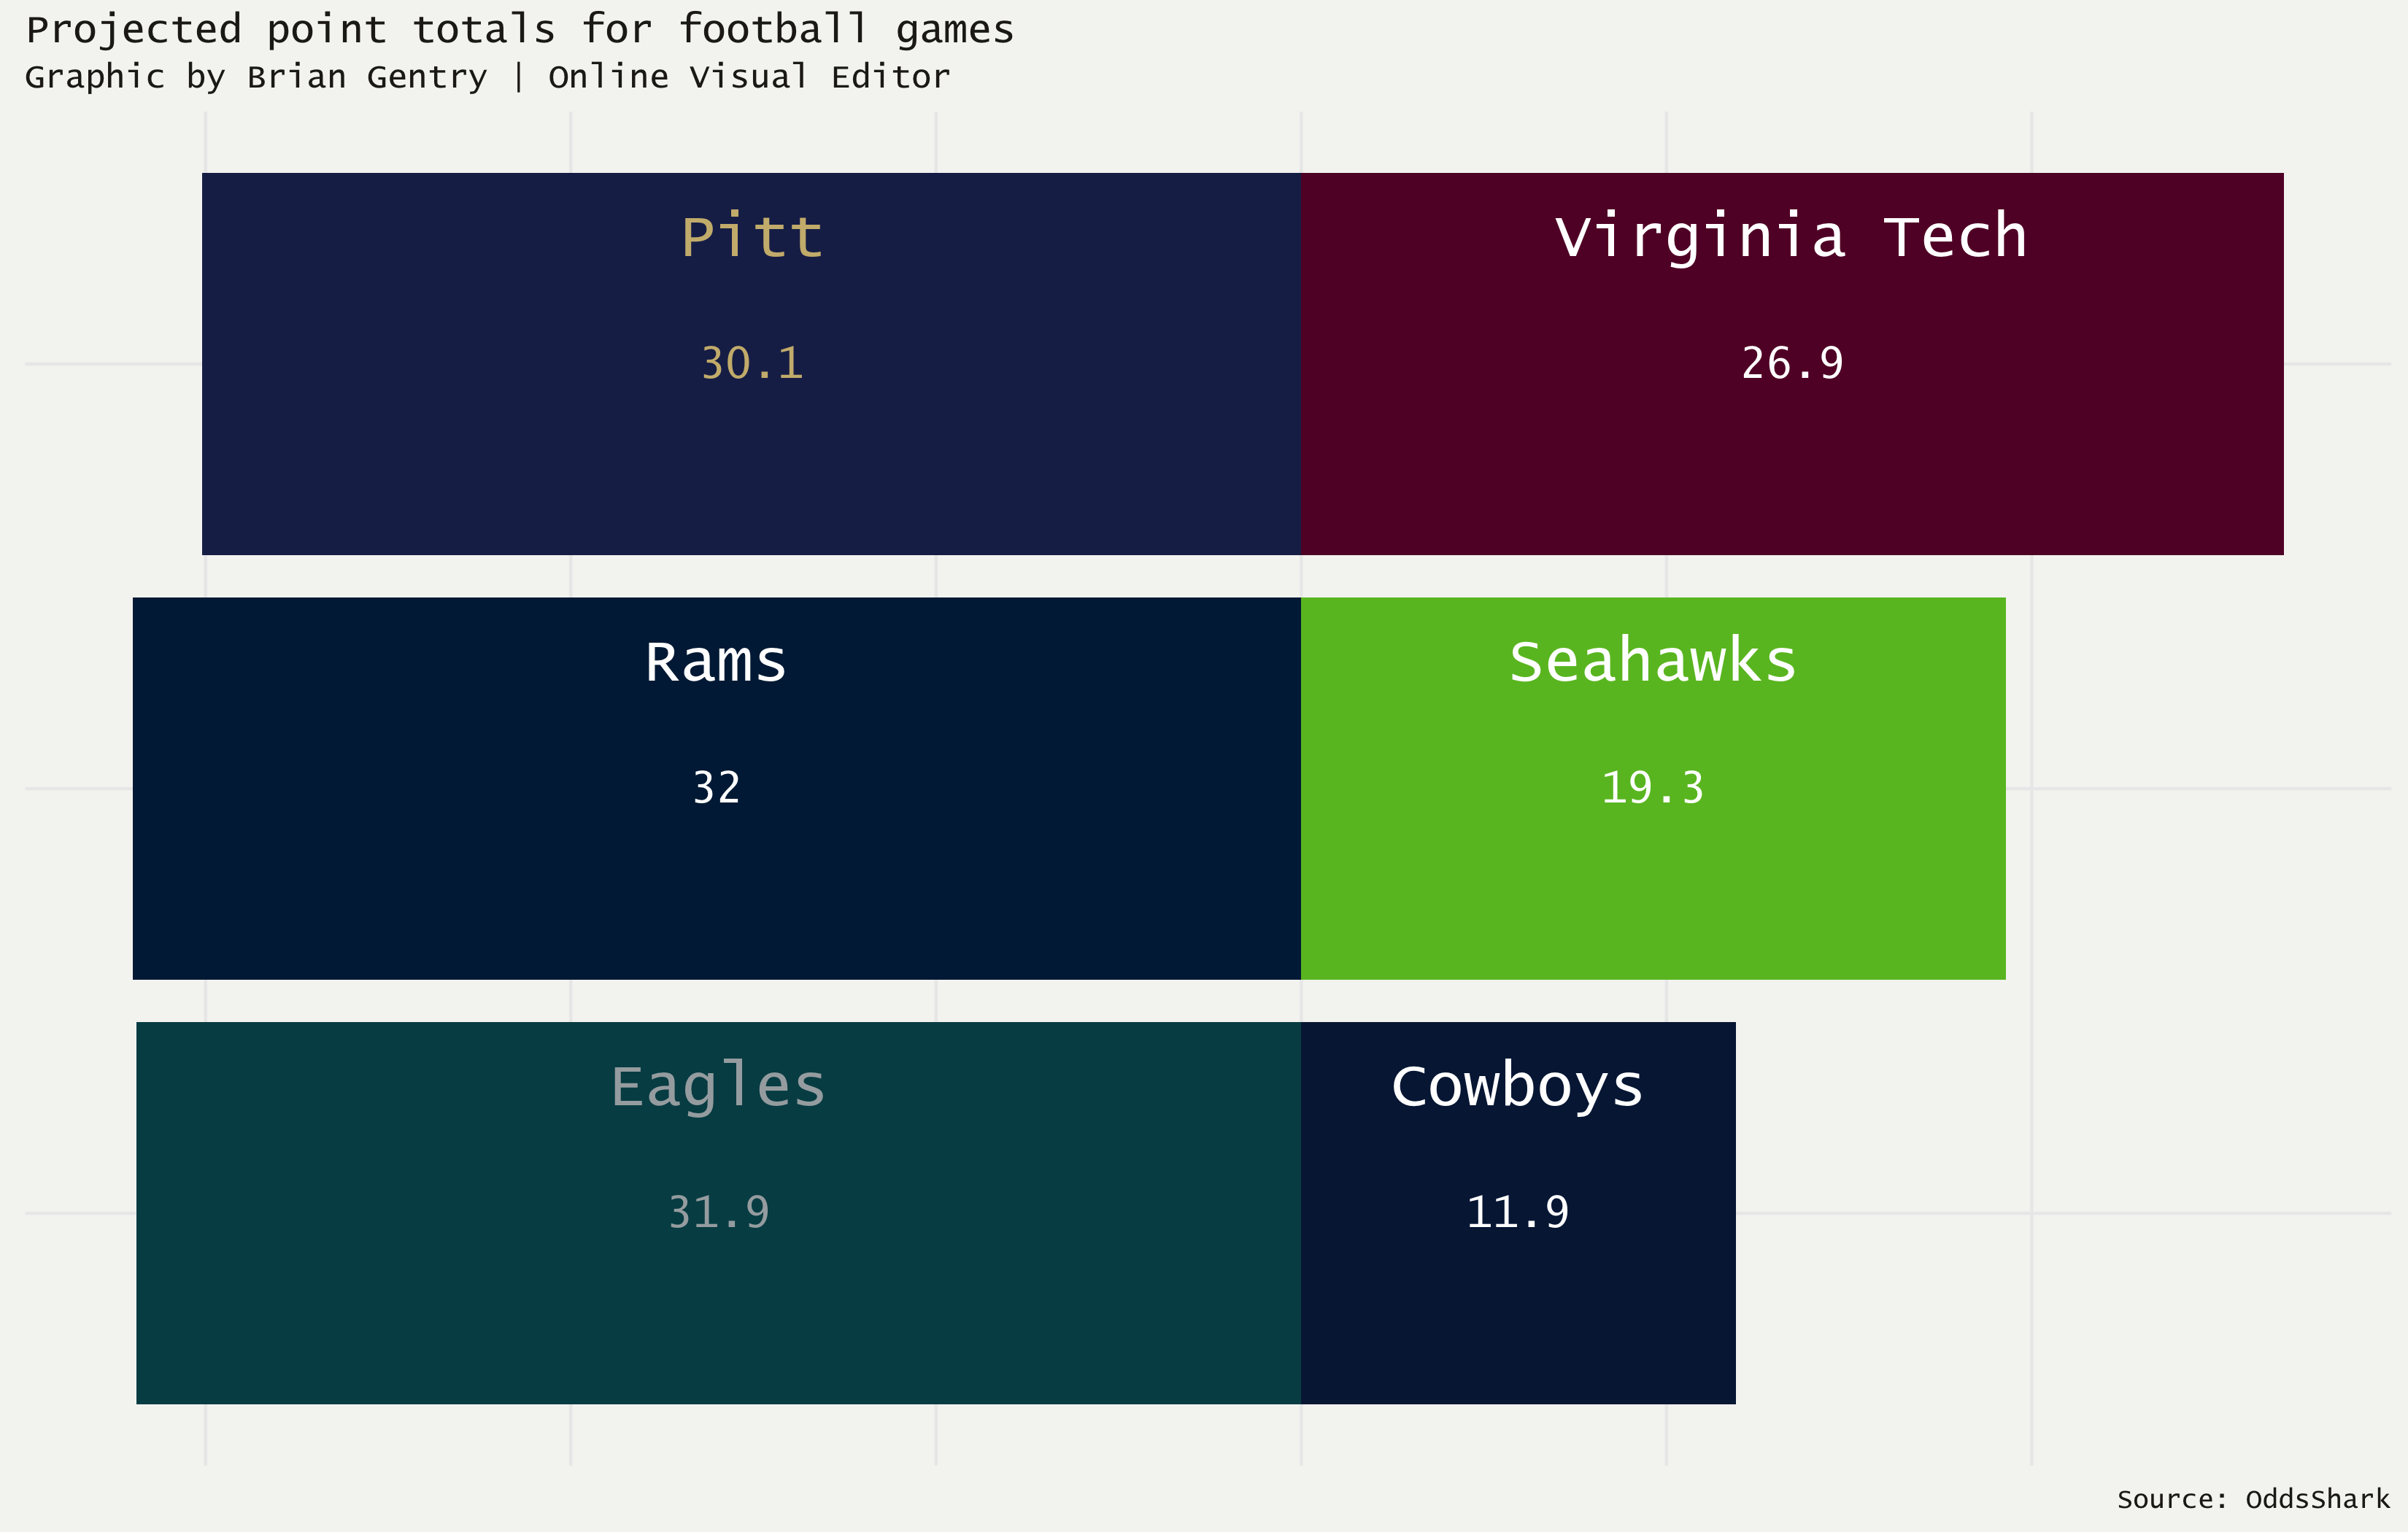 Projected point totals for football games
Graphic by Brian Gentry | Online Visual Editor
Pitt
Virginia Tech
30.1
26.9
Rams
Seahawks
32
19.3
Eagles
Cowboys
31.9
11.9
Source: OddsShark